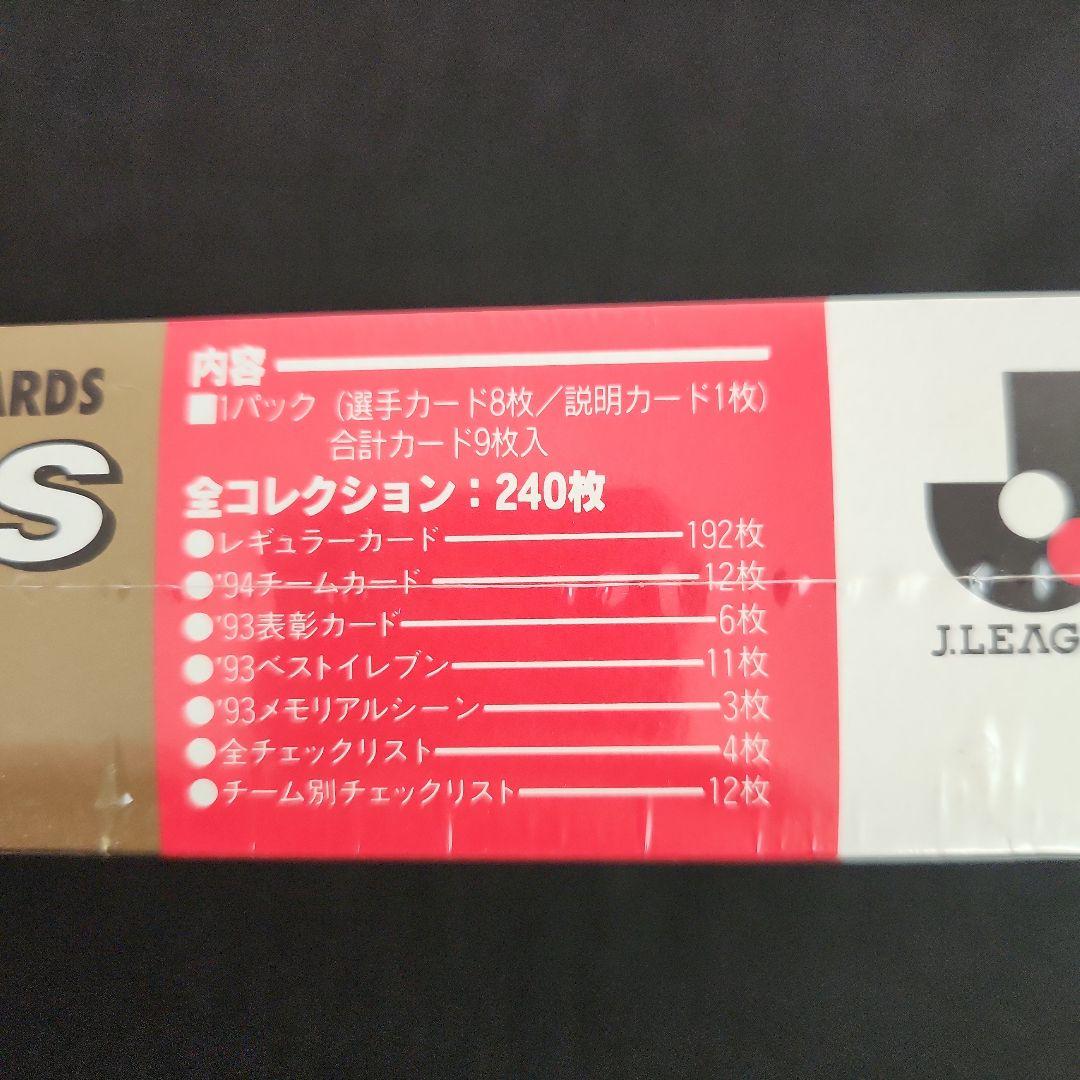 ARDS
S
内容
■1パック（選手カード8枚／説明カード1枚）
合計カード9枚入
全コレクション：240枚
●レギュラーカード 192枚
●'94チームカード 12枚
●'93表彰カード 6枚
●'93ベストイレブン 11枚
●'93メモリアルシーン 3枚
●全チェックリスト 4枚
●チーム別チェックリスト 12枚
J.LEAG